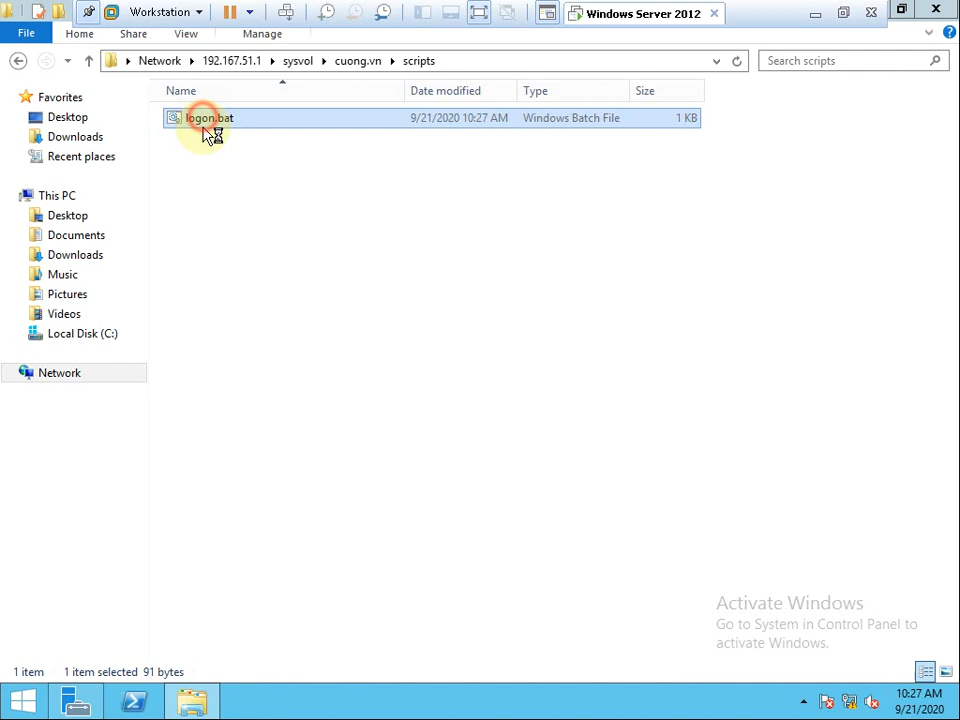 Workstation
Windows Server 2012
File
Home
Share
View
Manage
Network
192.167.51.1
sysvol
cuong.vn
scripts
Search scripts
Name
Date modified
Type
Size
logon.bat
9/21/2020 10:27 AM
Windows Batch File
1 KB
Favorites
Desktop
Downloads
Recent places
This PC
Desktop
Documents
Downloads
Music
Pictures
Videos
Local Disk (C:)
Network
Activate Windows
Go to System in Control Panel to
activate Windows.
1 item
1 item selected 91 bytes
10:27 AM
9/21/2020